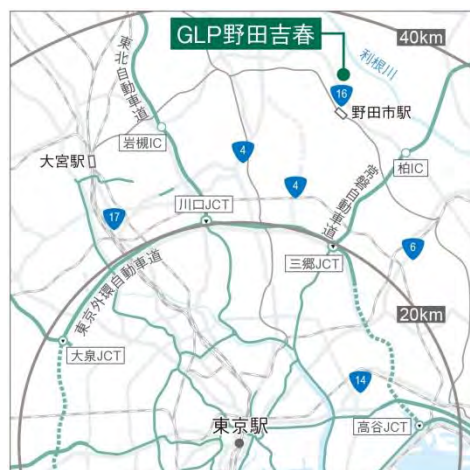 GLP野田吉春
40km
利根川
東北自動車道
16
野田市駅
岩槻IC
大宮駅
4
常磐自動車道
柏IC
4
17
川口JCT
6
三郷JCT
東京外環自動車道
20km
大泉JCT
14
東京駅
高谷JCT